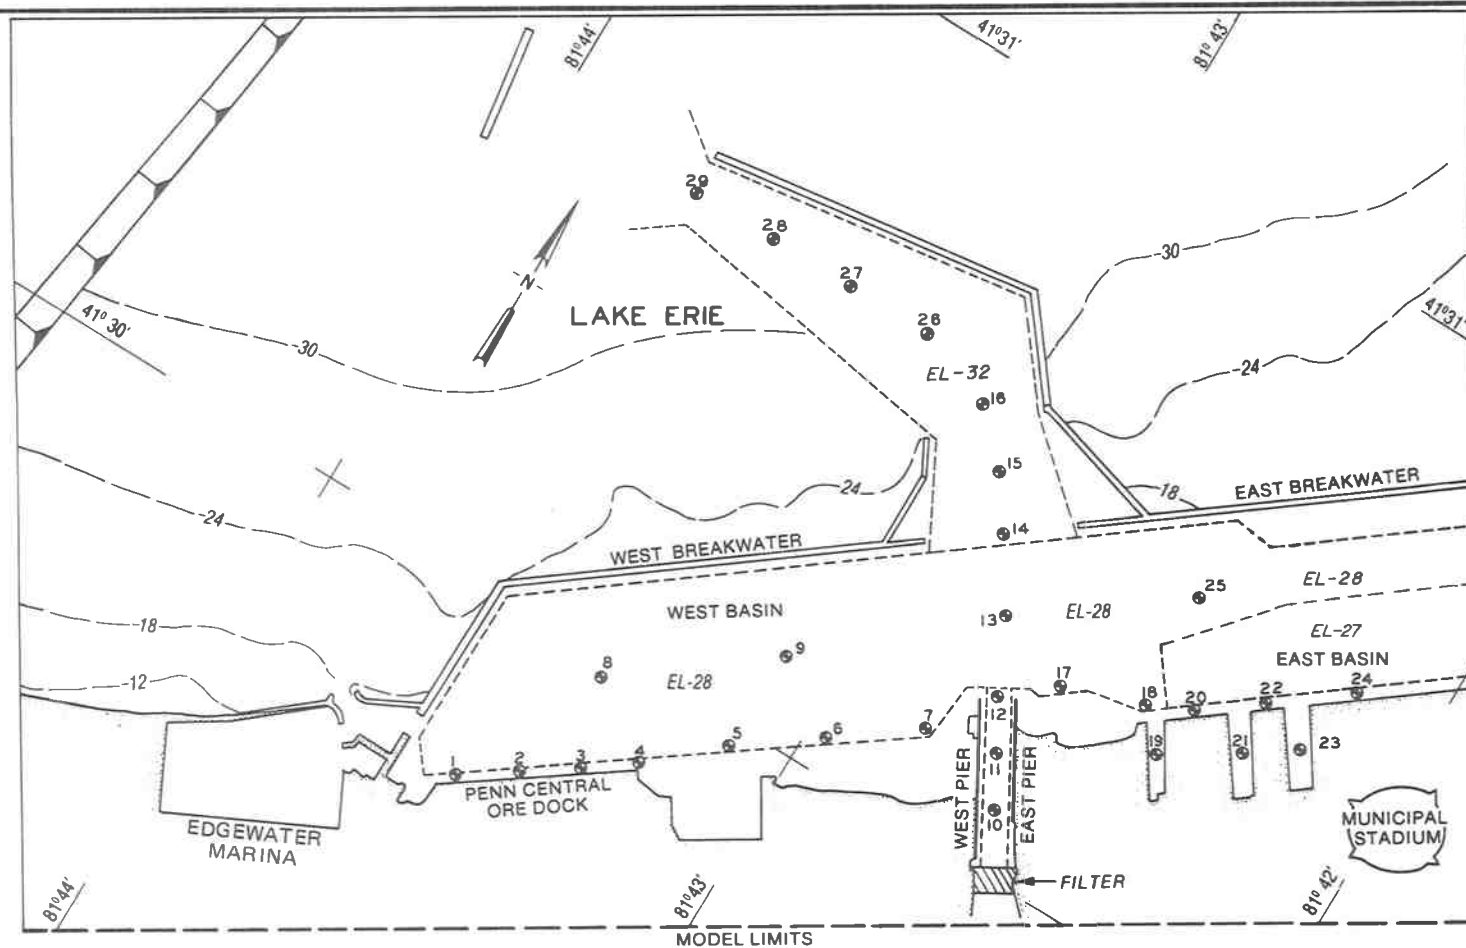 81°44'
41°31'
81°43'
29
28
-30
27
41°30'
LAKE ERIE
26
41°31'
-N-
-30
EL-32
-24
16
15
24
-18
EAST BREAKWATER
-24
14
WEST BREAKWATER
EL-28
25
WEST BASIN
13
EL-28
-18
EL-27
9
8
EAST BASIN
-12
EL-28
17
24
18
20
22
12
7
6
5
19
21
23
1
2
3
4
11
PENN CENTRAL
ORE DOCK
WEST PIER
EAST PIER
10
MUNICIPAL
STADIUM
EDGEWATER
MARINA
FILTER
81°44'
81°43'
81°42'
MODEL LIMITS